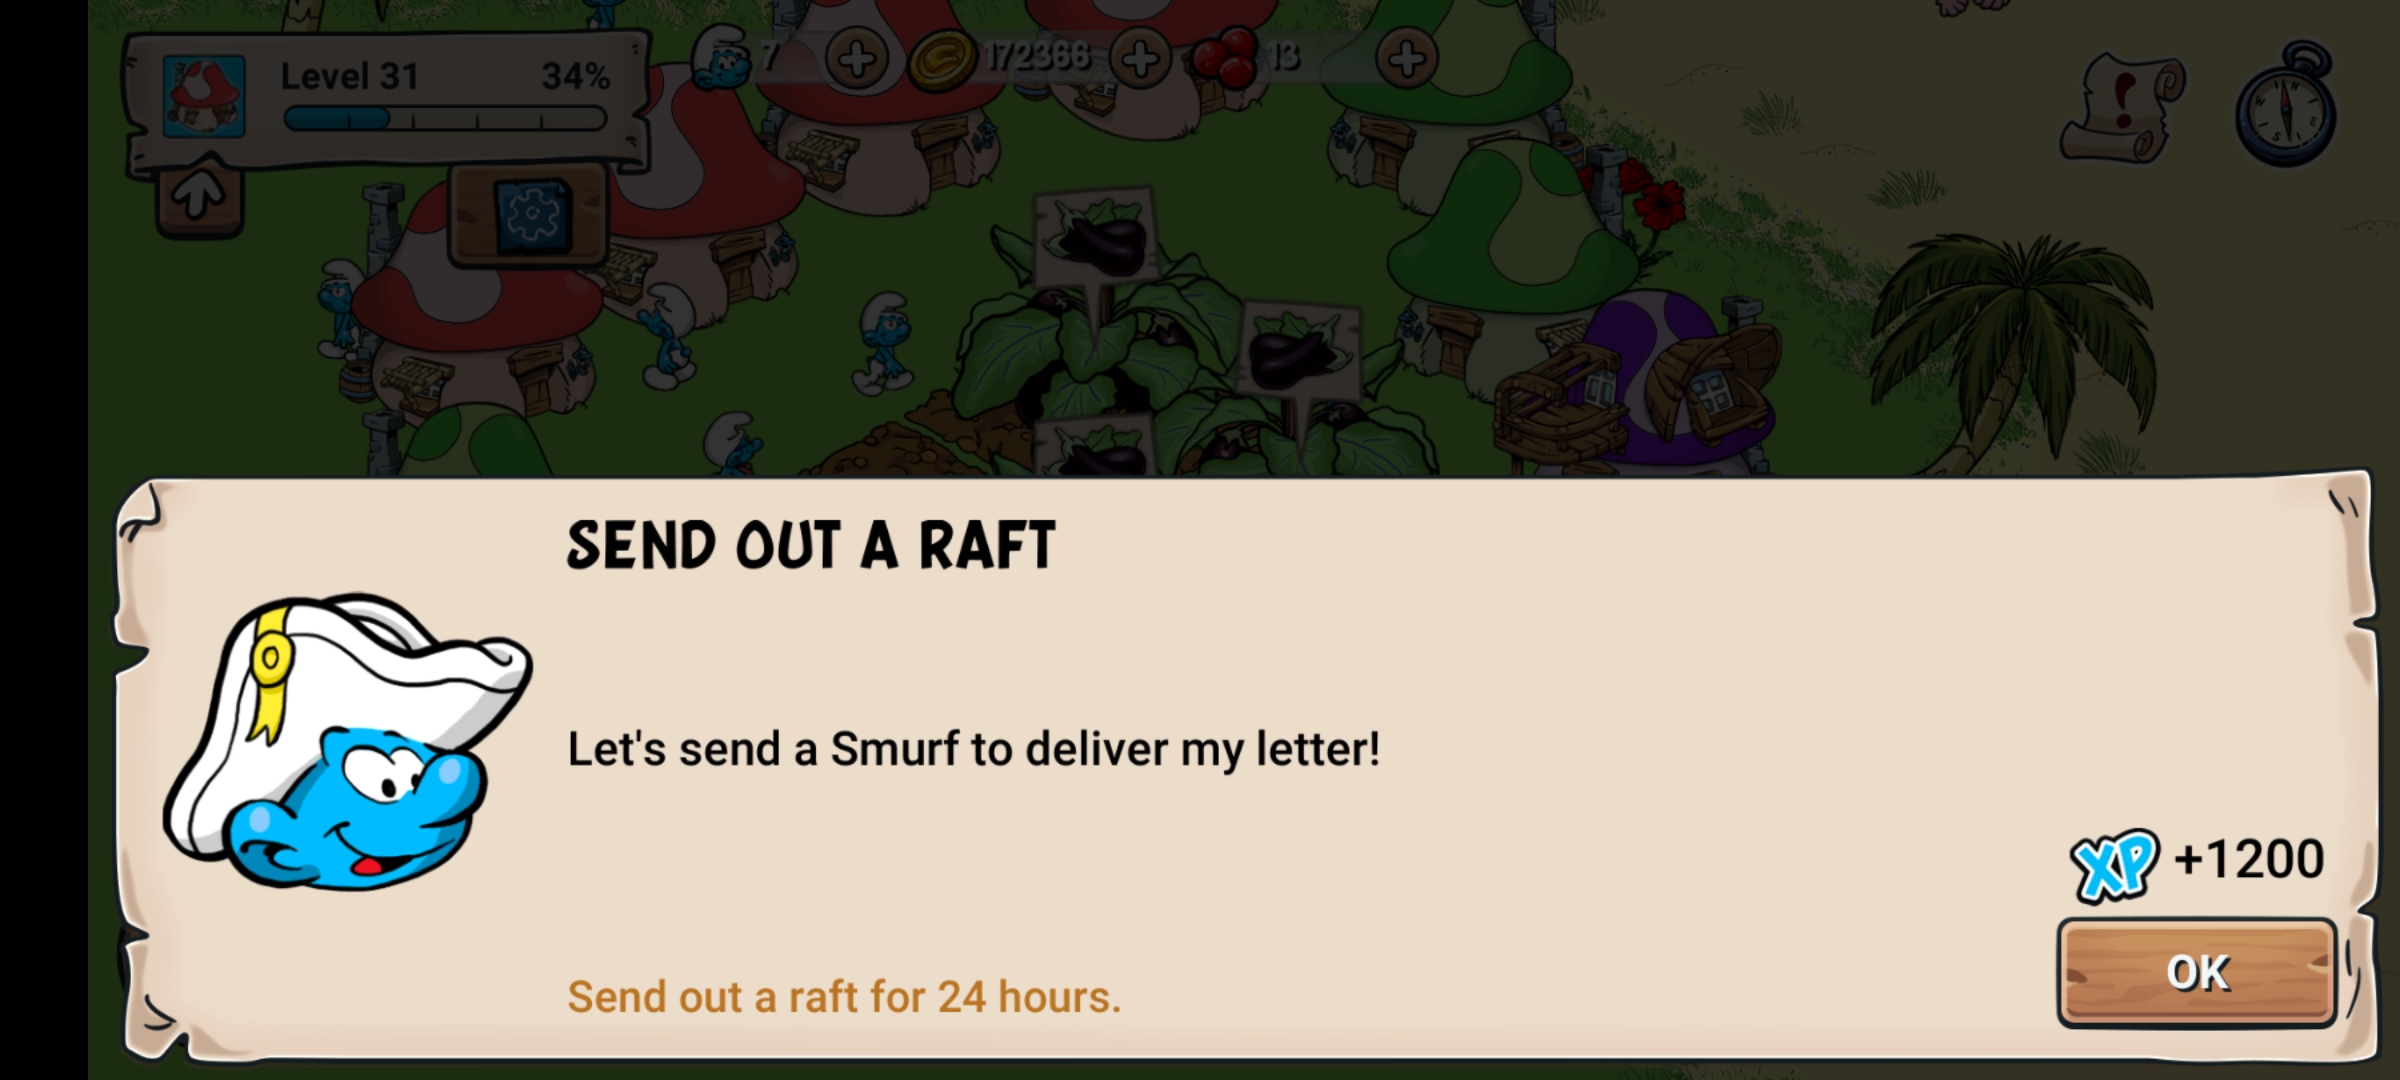 Level 31 34%
7 172366 13
SEND OUT A RAFT
Let's send a Smurf to deliver my letter!
XP +1200
Send out a raft for 24 hours.
OK